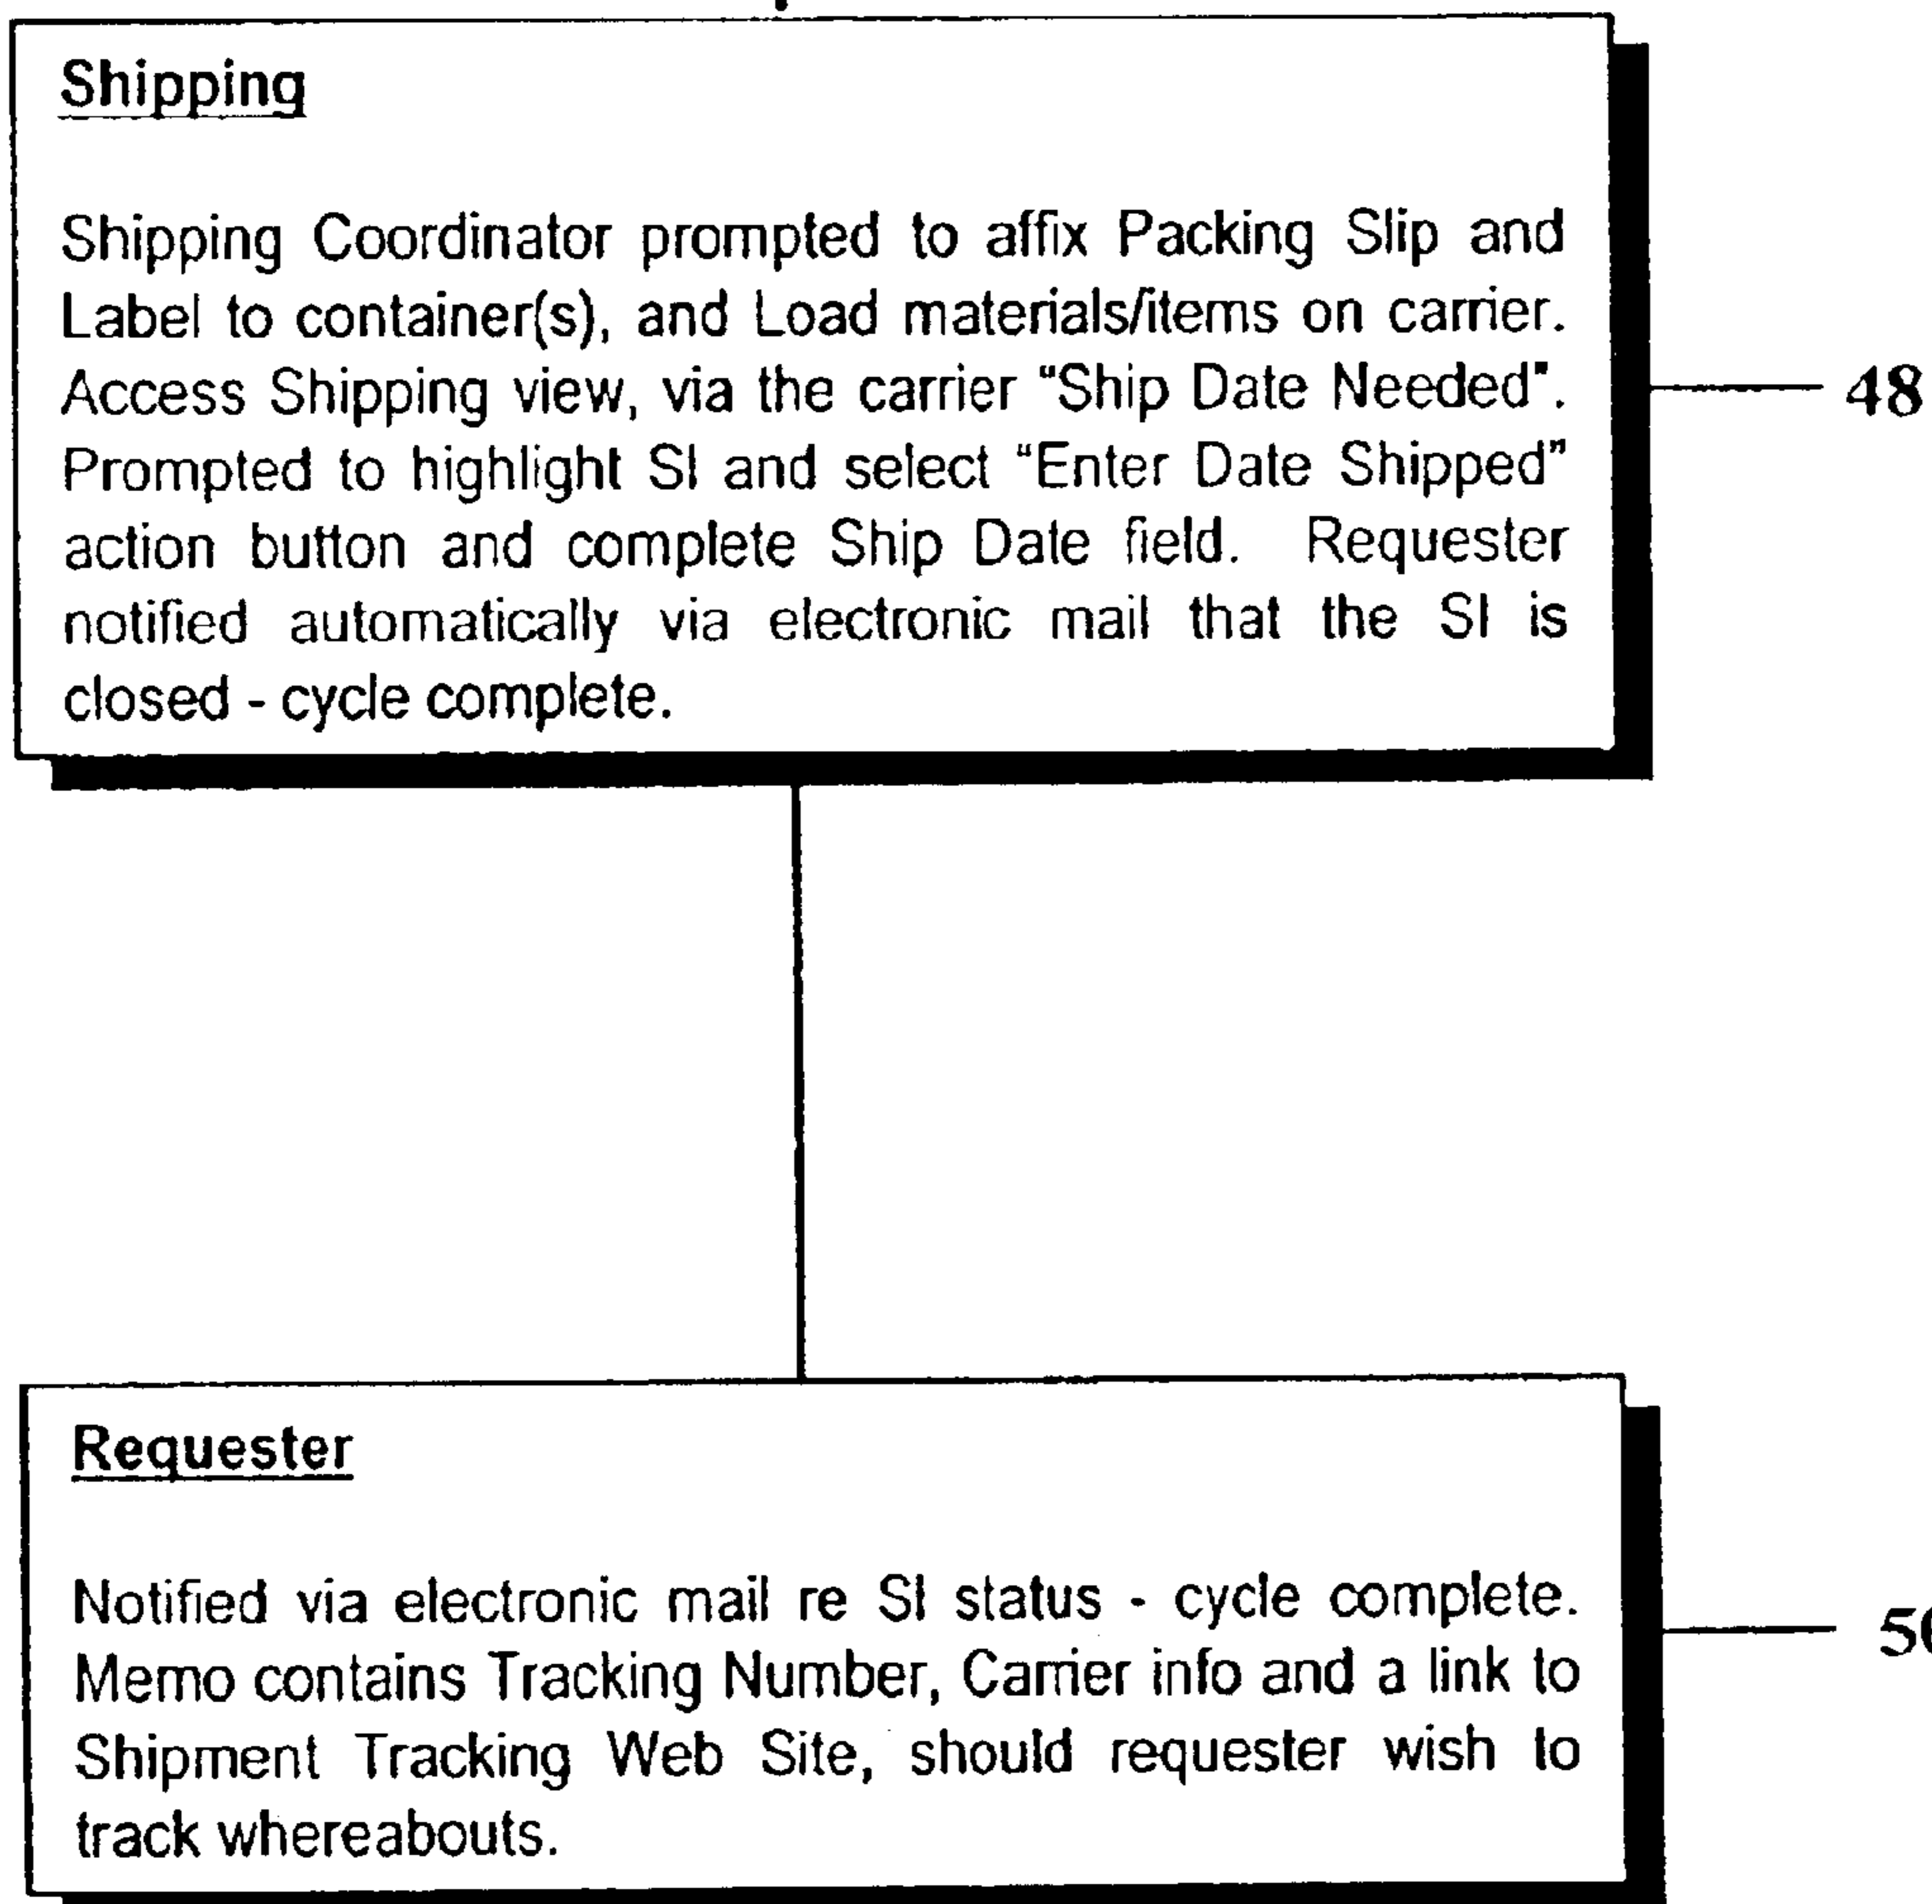 Shipping
Shipping Coordinator prompted to affix Packing Slip and
Label to container(s), and Load materials/items on carrier.
Access Shipping view, via the carrier "Ship Date Needed".
48
Prompted to highlight SI and select "Enter Date Shipped"
action button and complete Ship Date field. Requester
notified automatically via electronic mail that the SI is
closed - cycle complete.
Requester
Notified via electronic mail re SI status - cycle complete.
Memo contains Tracking Number, Carrier info and a link to
Shipment Tracking Web Site, should requester wish to
track whereabouts.